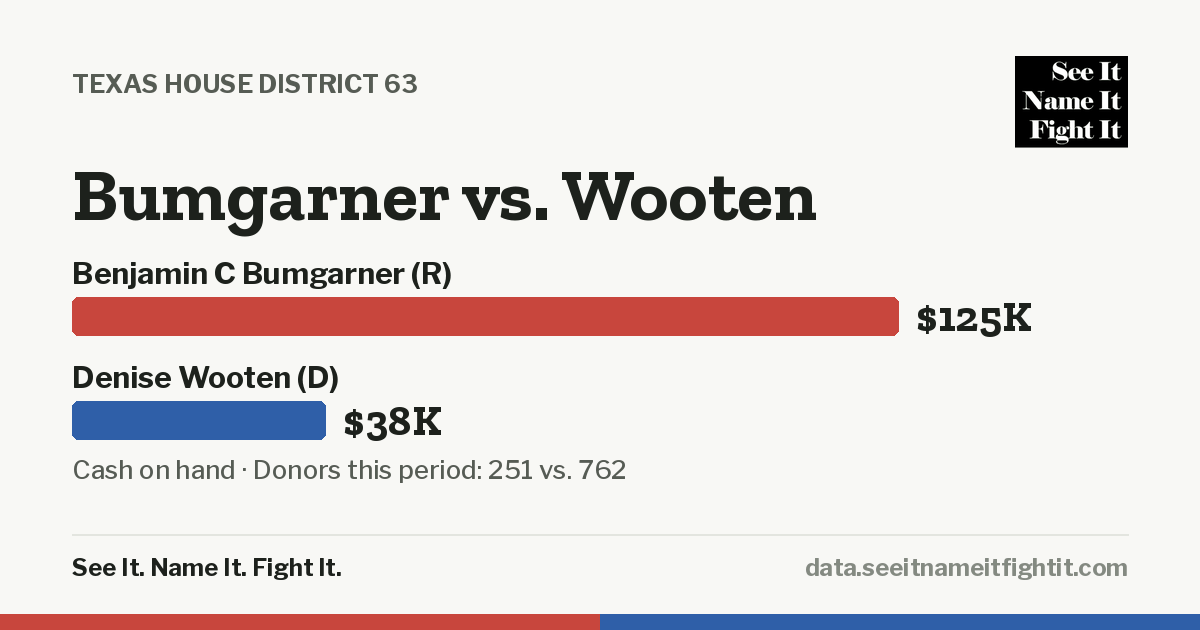 TEXAS HOUSE DISTRICT 63
See It
Name It
Fight It
Bumgarner vs. Wooten
Benjamin C Bumgarner (R)
$125K
Denise Wooten (D)
$38K
Cash on hand · Donors this period: 251 vs. 762
See It. Name It. Fight It.
data.seeitnameitfightit.com